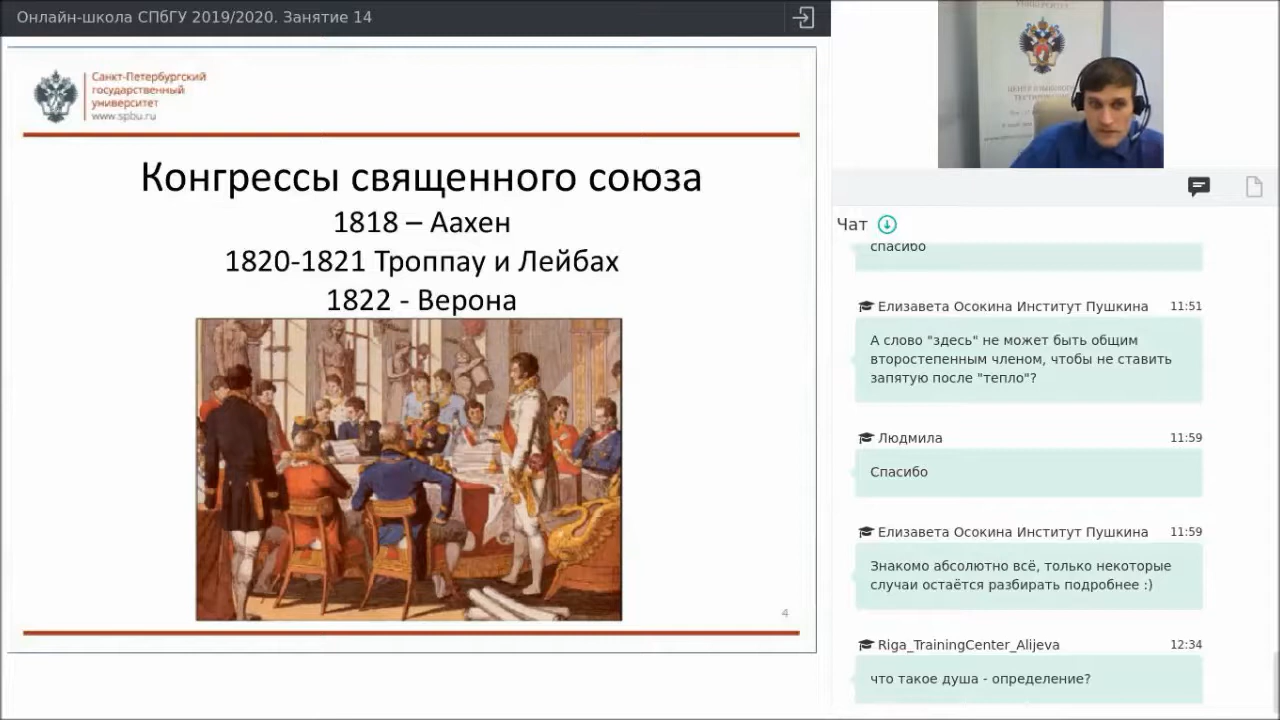 Онлайн-школа СПбГУ 2019/2020. Занятие 14
Санкт-Петербургский
государственный
университет
www.spbu.ru
Конгрессы священного союза
1818 – Аахен
1820-1821 Троппау и Лейбах
1822 - Верона
4
Чат
спасибо
Елизавета Осокина Институт Пушкина 11:51
А слово "здесь" не может быть общим
второстепенным членом, чтобы не ставить
запятую после "тепло"?
Людмила 11:59
Спасибо
Елизавета Осокина Институт Пушкина 11:59
Знакомо абсолютно всё, только некоторые
случаи остаётся разбирать подробнее :)
Riga_TrainingCenter_Alijeva 12:34
что такое душа - определение?